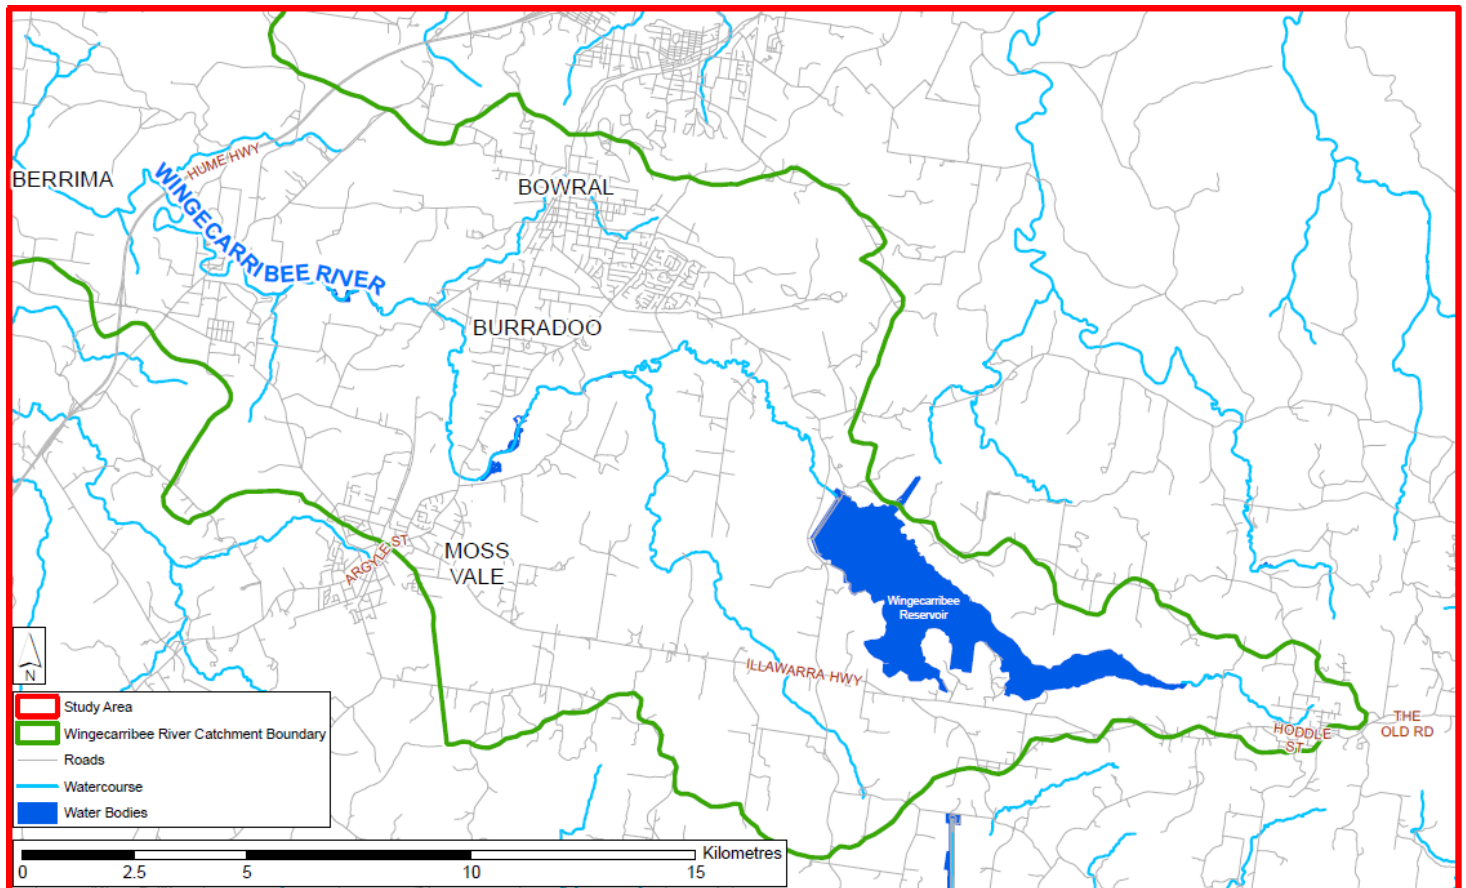 HUME HWY
BERRIMA
WINGECARRIBEE RIVER
BOWRAL
BURRADOO
ARGYLE ST
MOSS
VALE
Wingecarribee
Reservoir
ILLAWARRA HWY
HODDLE
ST
THE
OLD RD
N
Study Area
Wingecarribee River Catchment Boundary
Roads
Watercourse
Water Bodies
Kilometres
0 2.5 5 10 15